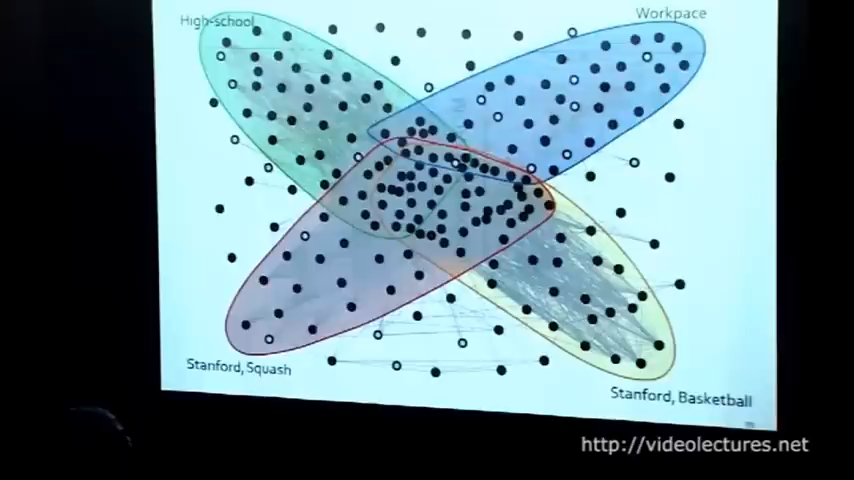 High-school
Workpace
Stanford, Squash
Stanford, Basketball
http://videolectures.net